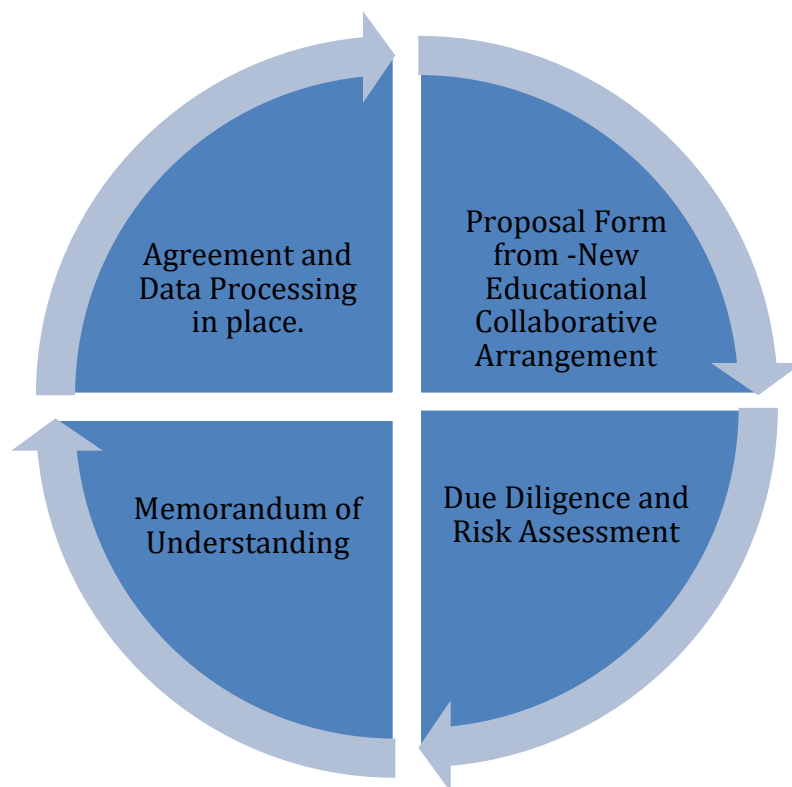 Agreement and
Data Processing
in place.
Proposal Form
from -New
Educational
Collaborative
Arrangement
Memorandum of
Understanding
Due Diligence and
Risk Assessment